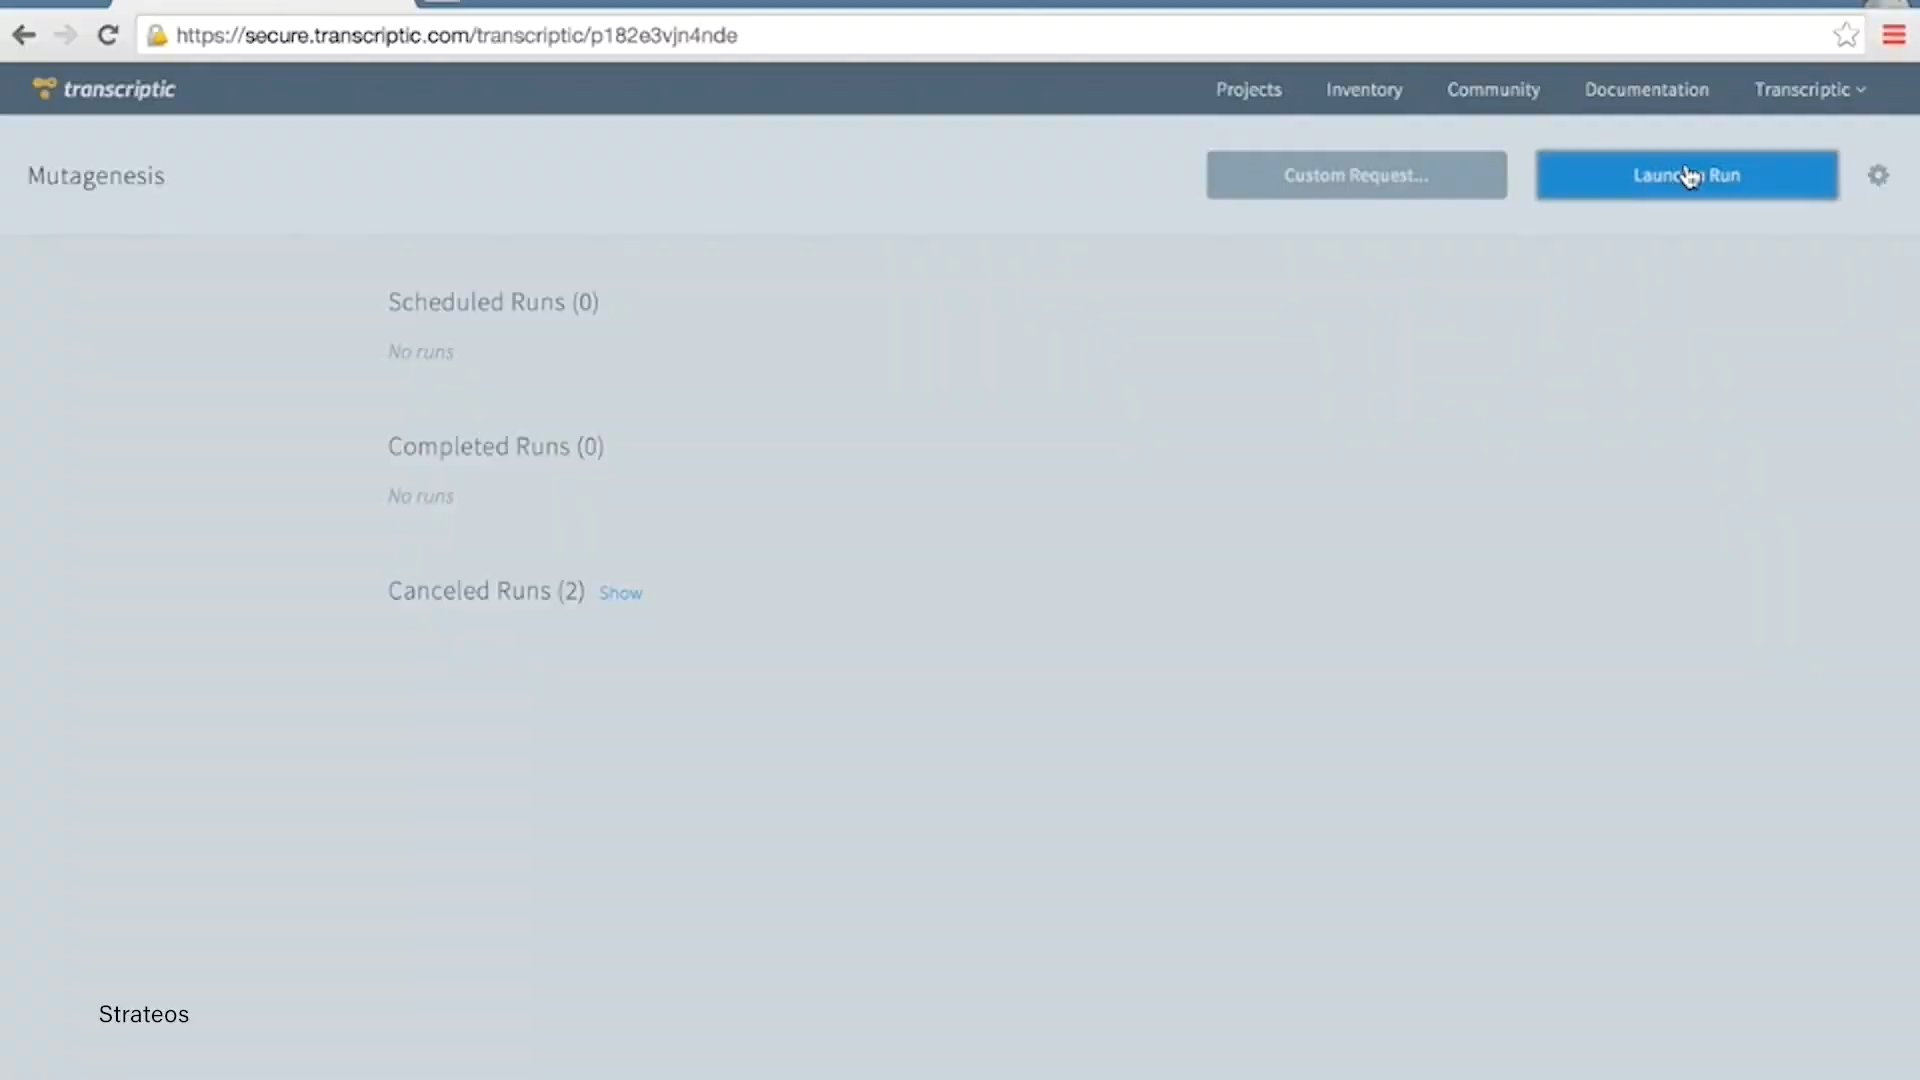 https://secure.transcriptic.com/transcriptic/p182e3vjn4nde
transcriptic
Projects
Inventory
Community
Documentation
Transcriptic
Mutagenesis
Custom Request...
Run
Scheduled Runs (0)
No runs
Completed Runs (0)
No runs
Canceled Runs (2) Show
Strateos